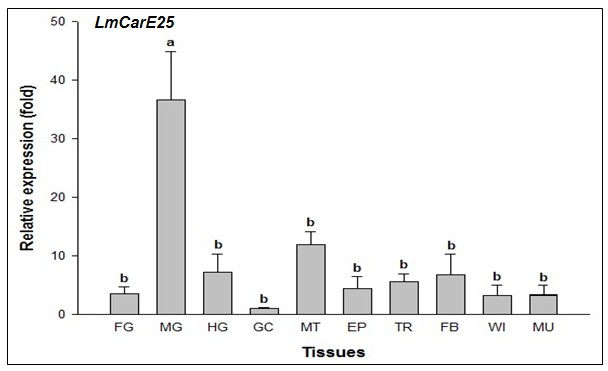 LmCarE25
50
40
30
20
10
0
Relative expression (fold)
a
b b b b b b b b b
FG MG HG GC MT EP TR FB WI MU
Tissues